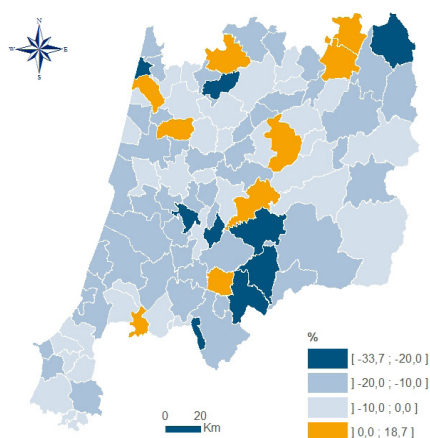 N
W E
S
%
[ -33,7 ; -20,0 ]
] -20,0 ; -10,0 ]
] -10,0 ; 0,0 ]
] 0,0 ; 18,7 ]
0 20
Km